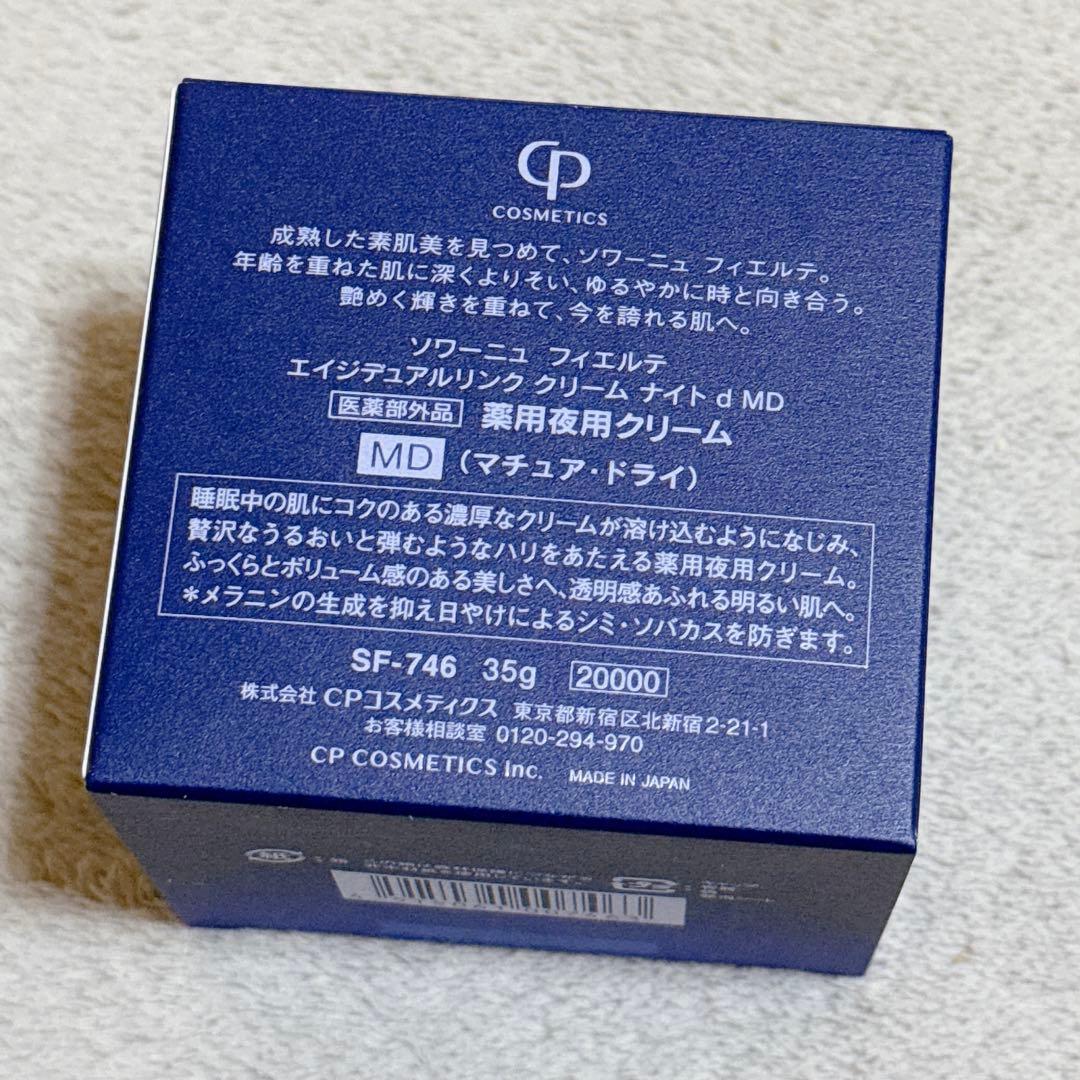 CP
COSMETICS
成熟した素肌美を見つめて、ソワーニュ フィエルテ。
年齢を重ねた肌に深くよりそい、ゆるやかに時と向き合う。
艶めく輝きを重ねて、今を誇れる肌へ。
ソワーニュ フィエルテ
エイジデュアルリンク クリーム ナイト d MD
医薬部外品 薬用夜用クリーム
MD (マチュア・ドライ)
睡眠中の肌にコクのある濃厚なクリームが溶け込むようになじみ、
贅沢なうるおいと弾むようなハリをあたえる薬用夜用クリーム。
ふっくらとボリューム感のある美しさへ、透明感あふれる明るい肌へ。
*メラニンの生成を抑え日やけによるシミ・ソバカスを防ぎます。
SF-746 35g 20000
株式会社 CPコスメティクス 東京都新宿区北新宿2-21-1
お客様相談室 0120-294-970
CP COSMETICS Inc. MADE IN JAPAN